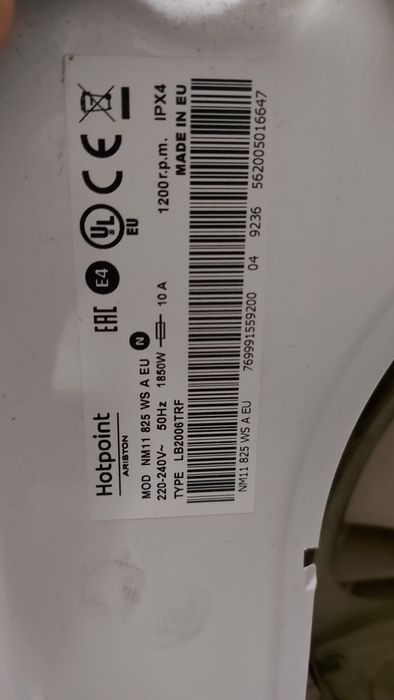 Hotpoint
ARISTON
EAC E4 UL EU CE
MOD NM11 825 WS A EU N
220-240V~ 50Hz 1850W 10 A 1200 r.p.m. IPX4
TYPE LB2006TRF MADE IN EU
NM11 825 WS A EU 769991559200 04 9236 562005016647